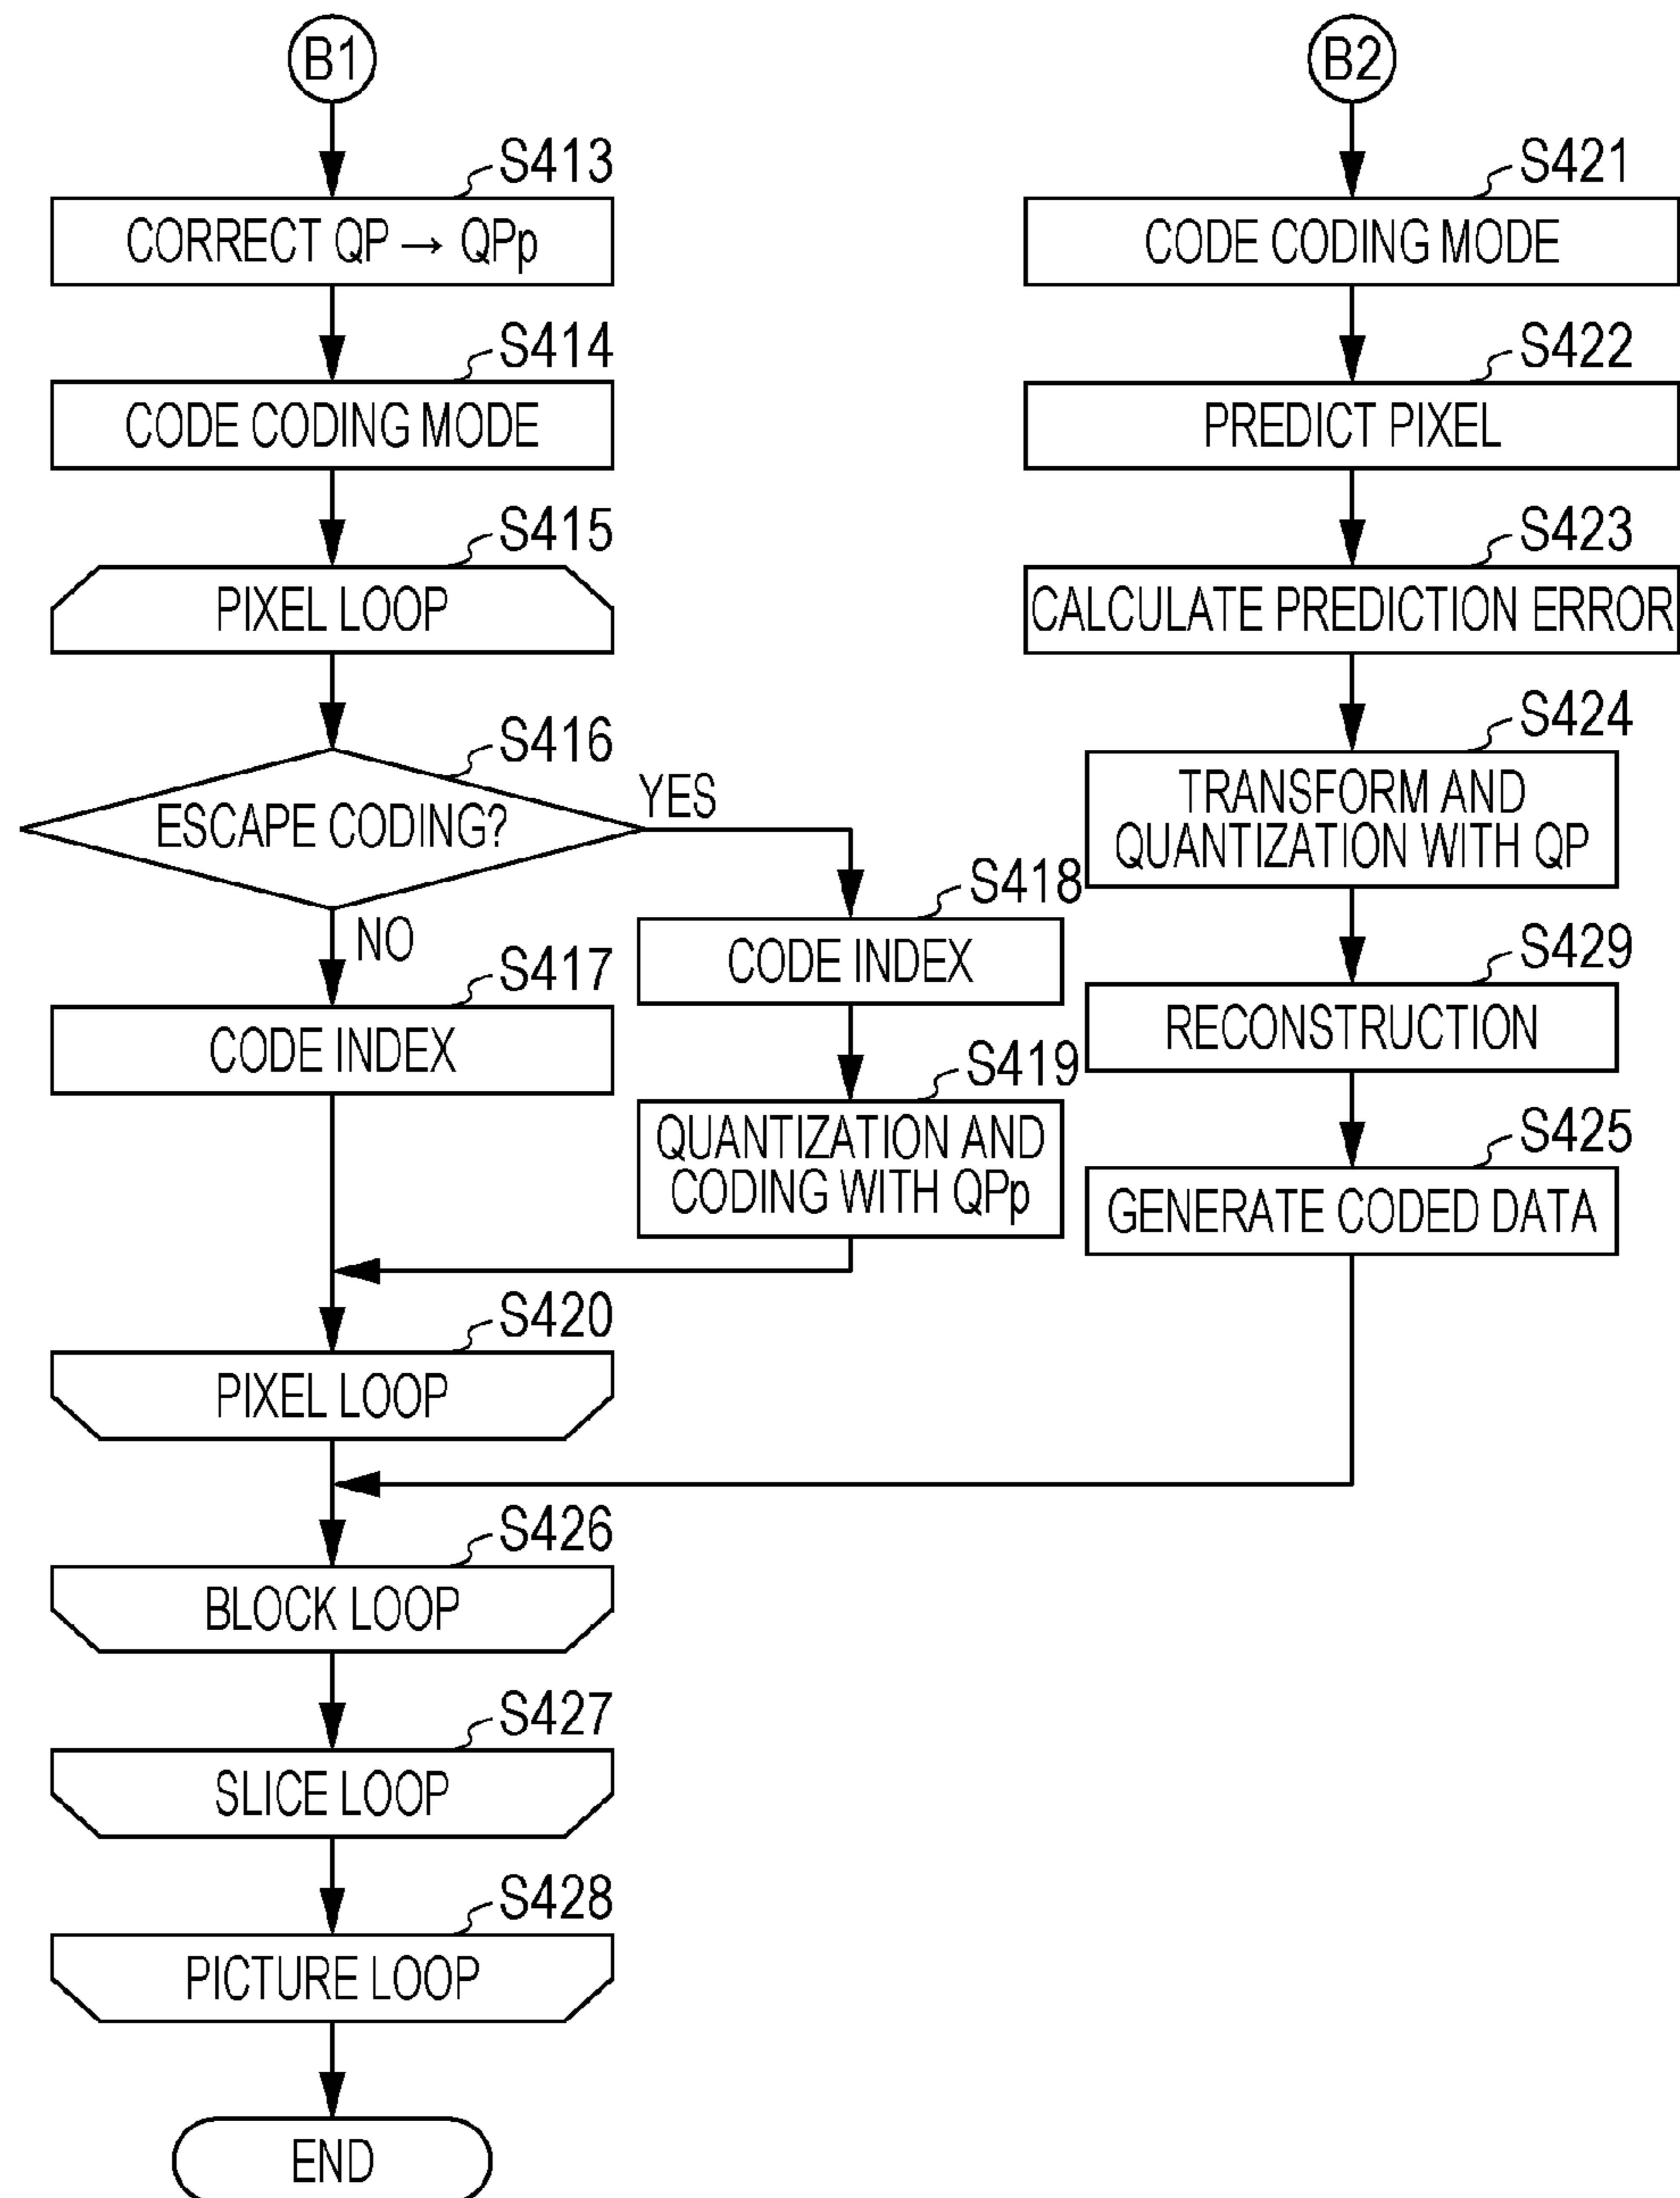 B1
S413
CORRECT QP → QPp
S414
CODE CODING MODE
S415
PIXEL LOOP
S416
ESCAPE CODING?
YES
NO
S417
CODE INDEX
S418
CODE INDEX
S419
QUANTIZATION AND
CODING WITH QPp
S420
PIXEL LOOP
B2
S421
CODE CODING MODE
S422
PREDICT PIXEL
S423
CALCULATE PREDICTION ERROR
S424
TRANSFORM AND
QUANTIZATION WITH QP
S429
RECONSTRUCTION
S425
GENERATE CODED DATA
S426
BLOCK LOOP
S427
SLICE LOOP
S428
PICTURE LOOP
END